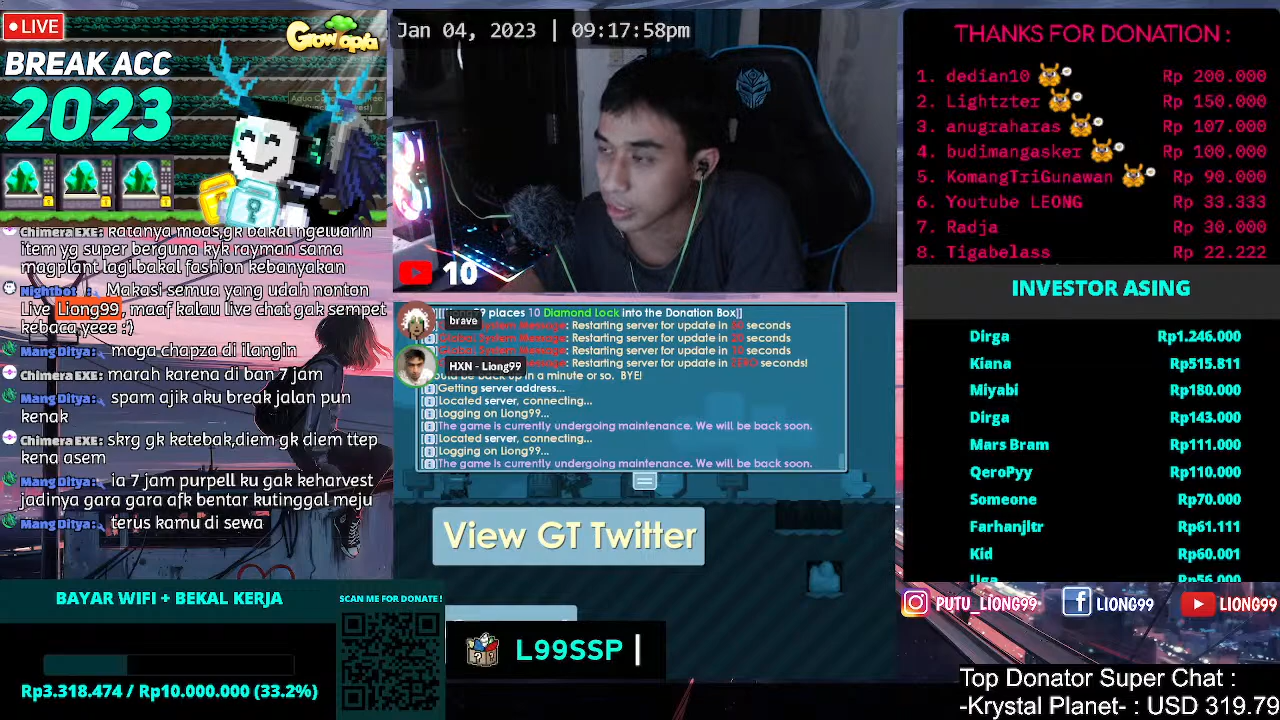 LIVE
Growtopia
BREAK ACC
2023
Chimera EXE: ratanya moas,gk bakal ngeluarin
item yg super berguna kyk rayman sama
magplant lagi.bakal fashion kebanyakan
Nightbot: Makasi semua yang udah nonton
Live Liong99, maaf kalau live chat gak sempet
kebaca yeee :')
Mang Ditya: moga chapza di ilangin
Chimera EXE: marah karena di ban 7 jam
Mang Ditya: spam ajik aku break jalan pun
kenak
Chimera EXE: skrg gk ketebak,diem gk diem ttep
kena asem
Mang Ditya: ia 7 jam purpell ku gak keharvest
jadinya gara gara afk bentar kutinggal meju
Mang Ditya: terus kamu di sewa
BAYAR WIFI + BEKAL KERJA
Rp3.318.474 / Rp10.000.000 (33.2%)
SCAN ME FOR DONATE !
Jan 04, 2023 | 09:17:58pm
10
places 10 Diamond Lock into the Donation Box]]
brave
System Message: Restarting server for update in seconds
System Message: Restarting server for update in seconds
Global System Message: Restarting server for update in 10 seconds
HXN - Liong99
Message: Restarting server for update in ZERO seconds!
be back up in a minute or so. BYE!
Getting server address...
Located server, connecting...
Logging on Liong99...
The game is currently undergoing maintenance. We will be back soon.
Located server, connecting...
Logging on Liong99...
The game is currently undergoing maintenance. We will be back soon.
View GT Twitter
L99SSP |
THANKS FOR DONATION :
1. dedian10 Rp 200.000
2. Lightzter Rp 150.000
3. anugraharas Rp 107.000
4. budimangasker Rp 100.000
5. KomangTriGunawan Rp 90.000
6. Youtube LEONG Rp 33.333
7. Radja Rp 30.000
8. Tigabelass Rp 22.222
INVESTOR ASING
Dirga Rp1.246.000
Kiana Rp515.811
Miyabi Rp180.000
Dirga Rp143.000
Mars Bram Rp111.000
QeroPyy Rp110.000
Someone Rp70.000
Farhanjltr Rp61.111
Kid Rp60.001
Uga Rp56.000
PUTU_LIONG99 LIONG99 LIONG99
Top Donator Super Chat :
-Krystal Planet- : USD 319.79